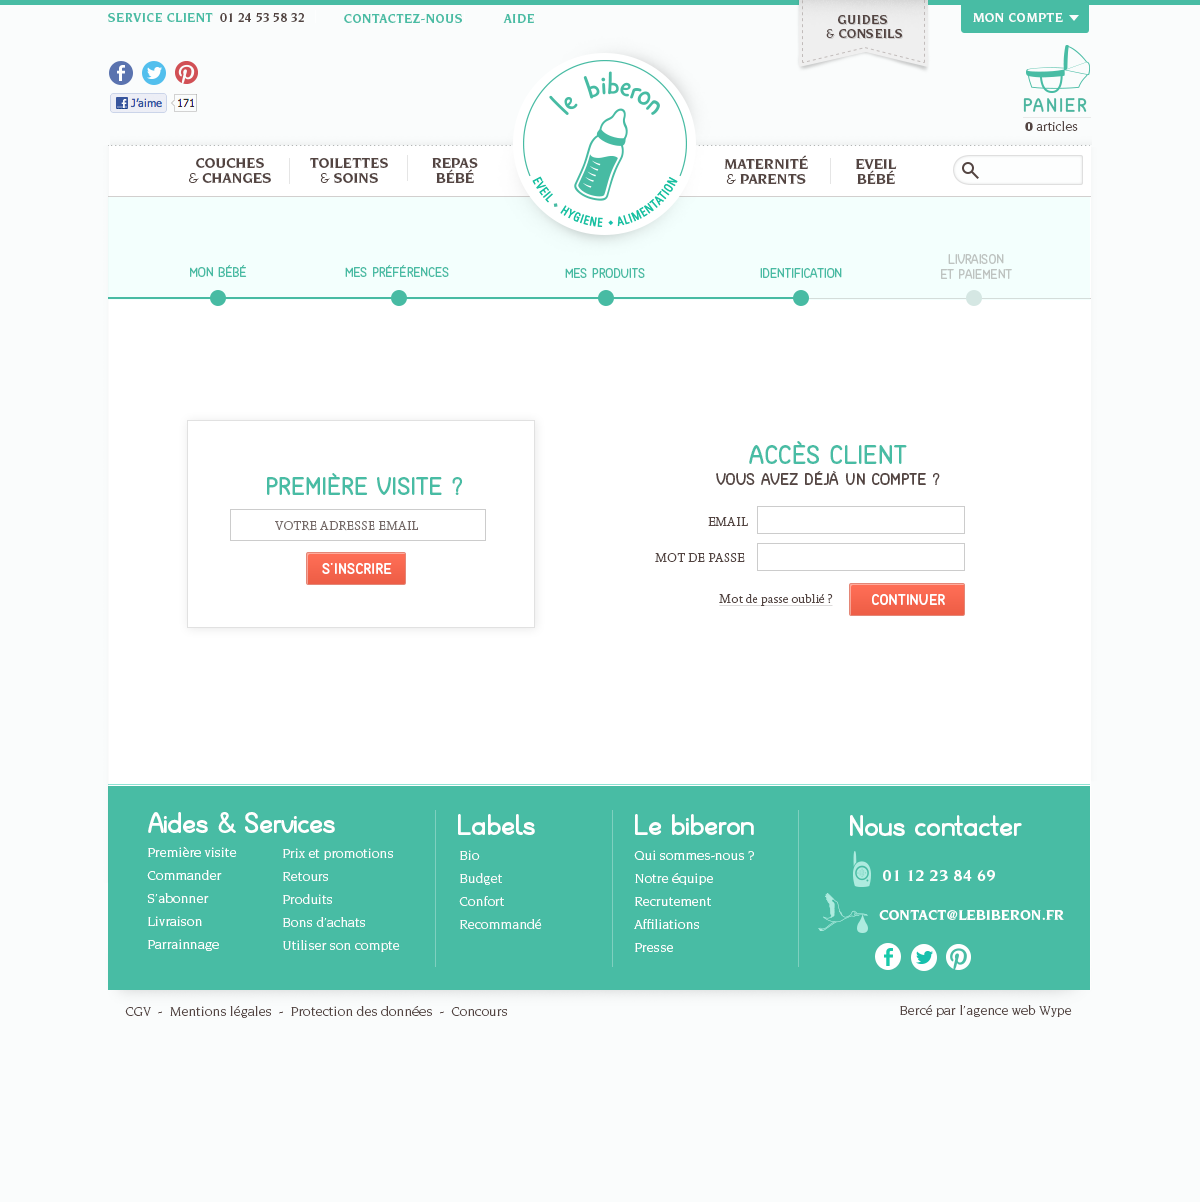 SERVICE CLIENT 01 24 53 58 32
CONTACTEZ-NOUS
AIDE
GUIDES
& CONSEILS
MON COMPTE
J'aime
171
PANIER
0 articles
le biberon
EVEIL • HYGIENE • ALIMENTATION
COUCHES
& CHANGES
TOILETTES
& SOINS
REPAS
BÉBÉ
MATERNITÉ
& PARENTS
EVEIL
BÉBÉ
MON BÉBÉ
MES PRÉFÉRENCES
MES PRODUITS
IDENTIFICATION
LIVRAISON
ET PAIEMENT
PREMIÈRE VISITE ?
VOTRE ADRESSE EMAIL
S'INSCRIRE
ACCÈS CLIENT
VOUS AVEZ DÉJÀ UN COMPTE ?
EMAIL
MOT DE PASSE
Mot de passe oublié ?
CONTINUER
Aides & Services
Première visite
Commander
S'abonner
Livraison
Parrainnage
Prix et promotions
Retours
Produits
Bons d'achats
Utiliser son compte
Labels
Bio
Budget
Confort
Recommandé
Le biberon
Qui sommes-nous ?
Notre équipe
Recrutement
Affiliations
Presse
Nous contacter
01 12 23 84 69
CONTACT@LEBIBERON.FR
CGV - Mentions légales - Protection des données - Concours
Bercé par l'agence web Wype